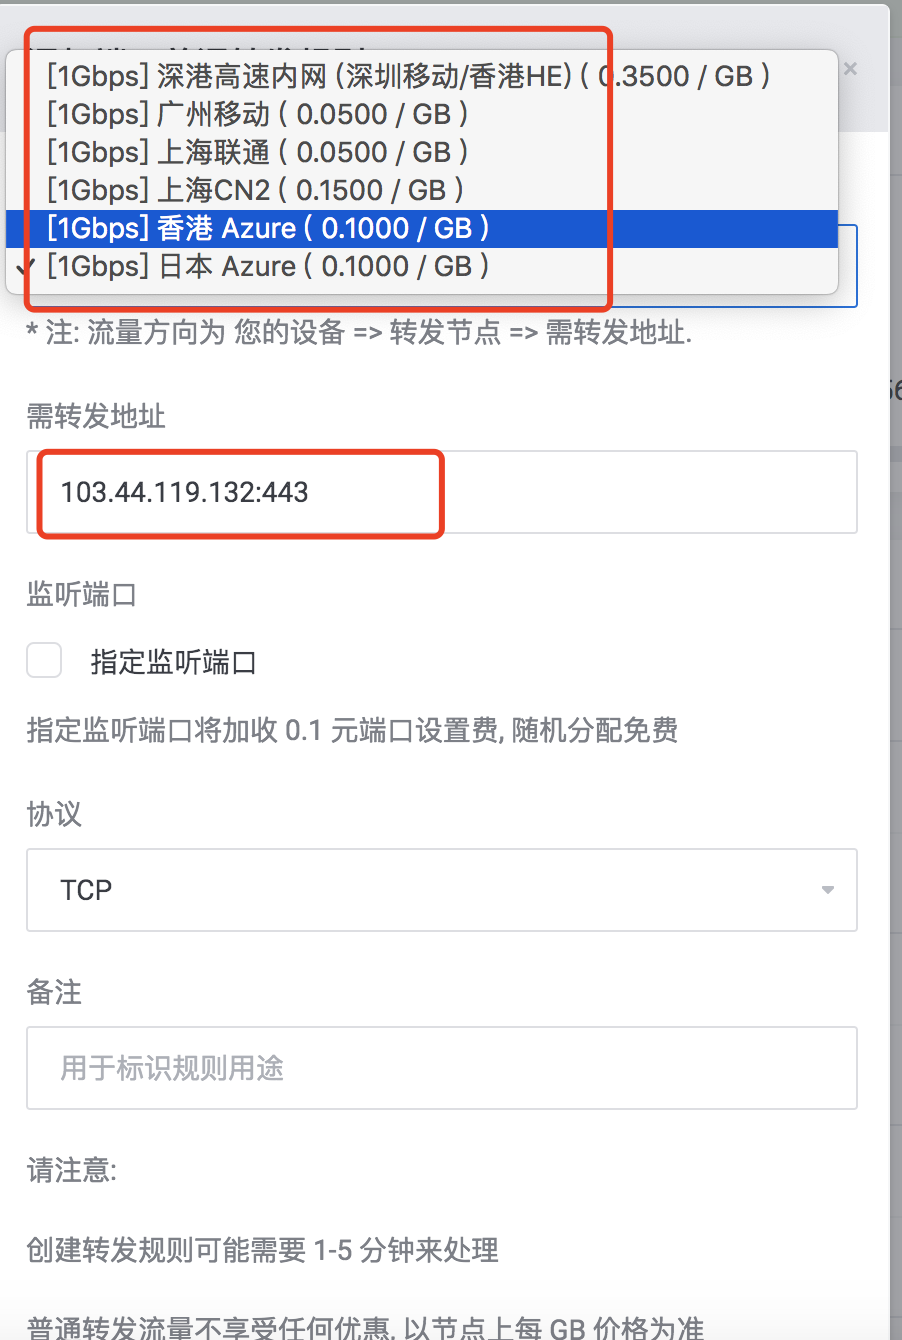 ×
[1Gbps] 深港高速内网 (深圳移动/香港HE) ( 0.3500 / GB )
[1Gbps] 广州移动 ( 0.0500 / GB )
[1Gbps] 上海联通 ( 0.0500 / GB )
[1Gbps] 上海CN2 ( 0.1500 / GB )
[1Gbps] 香港 Azure ( 0.1000 / GB )
✓ [1Gbps] 日本 Azure ( 0.1000 / GB )
* 注: 流量方向为 您的设备 => 转发节点 => 需转发地址.
需转发地址
103.44.119.132:443
监听端口
指定监听端口
指定监听端口将加收 0.1 元端口设置费, 随机分配免费
协议
TCP
备注
用于标识规则用途
请注意:
创建转发规则可能需要 1-5 分钟来处理
普通转发流量不享受任何优惠, 以节点上每 GB 价格为准